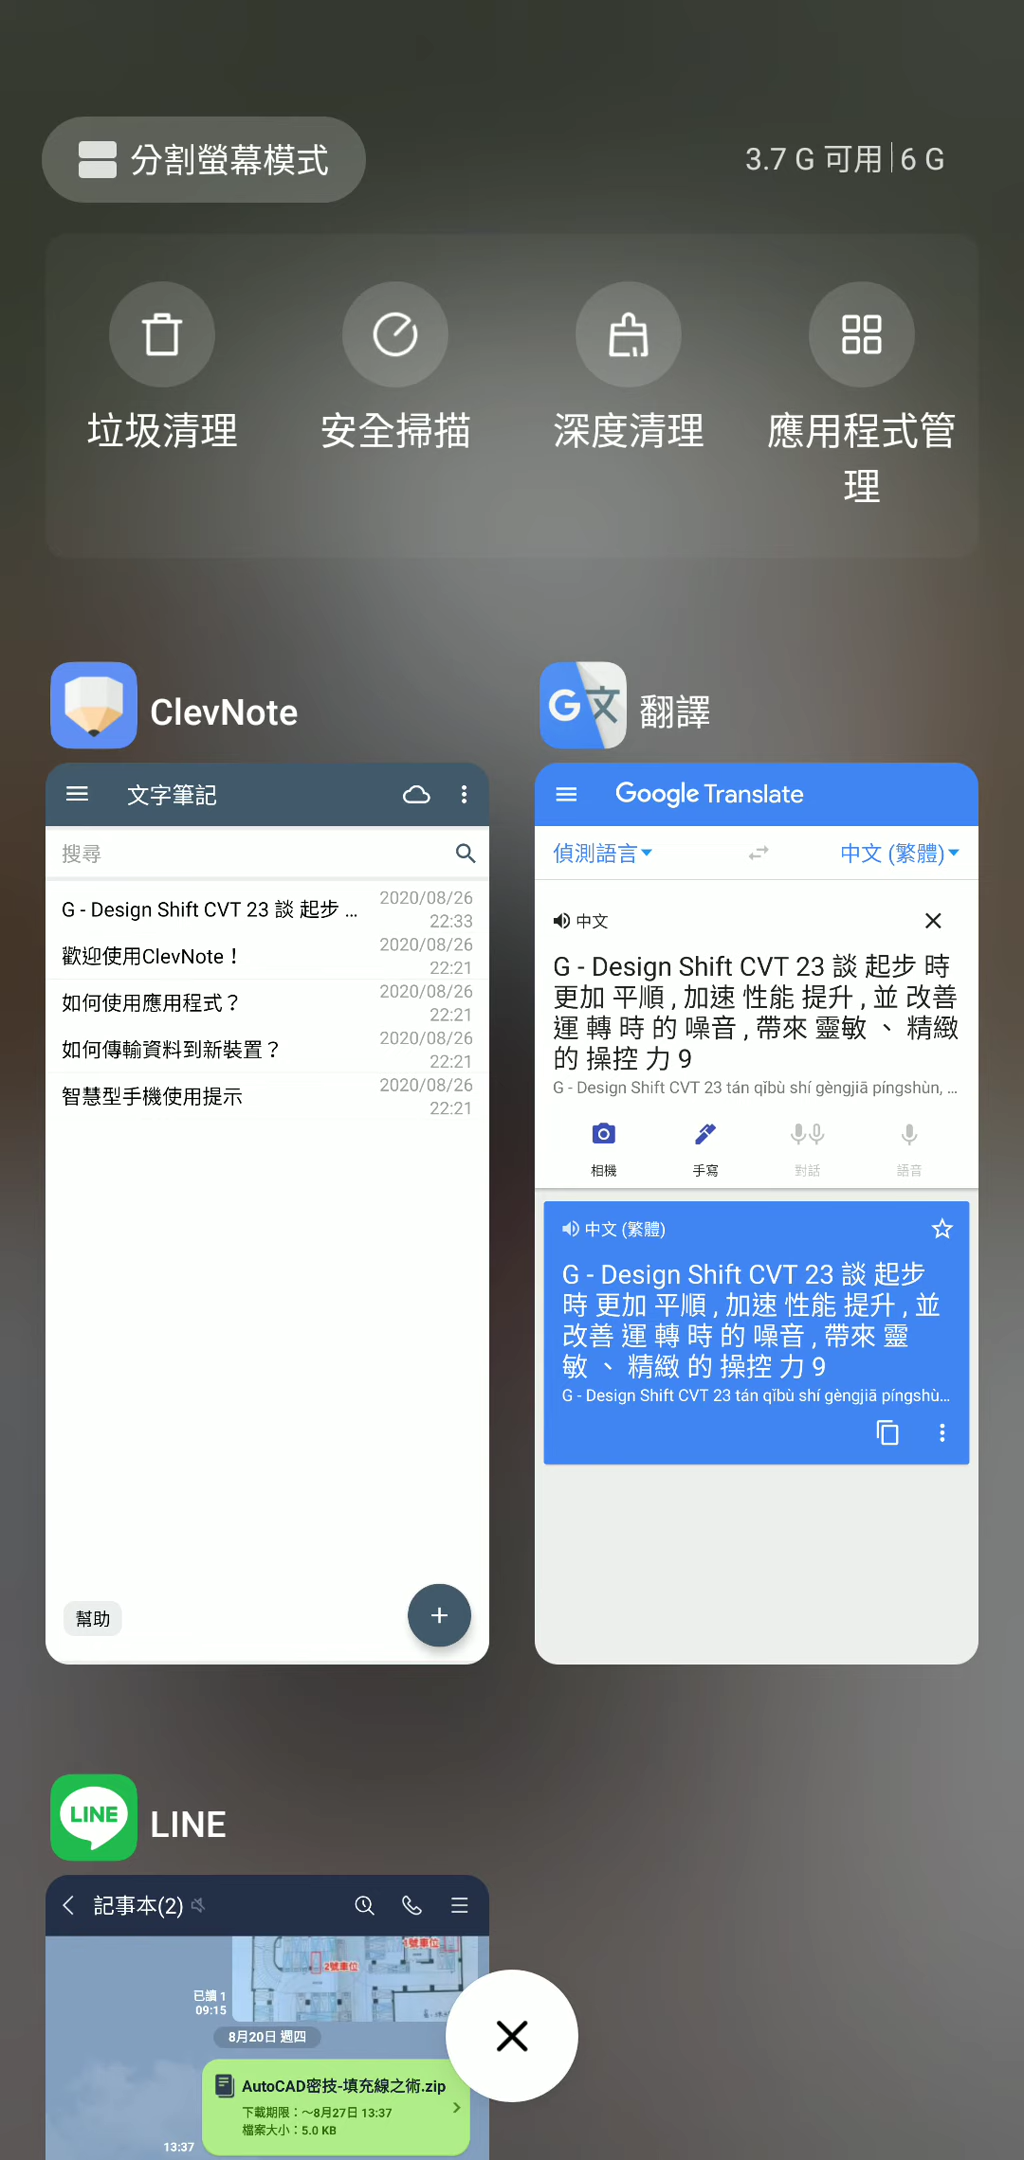 分割螢幕模式
3.7 G 可用 | 6 G
垃圾清理
安全掃描
深度清理
應用程式管
理
ClevNote
文字筆記
搜尋
G - Design Shift CVT 23 談 起步 ...
2020/08/26
22:33
歡迎使用ClevNote！
2020/08/26
22:21
如何使用應用程式？
2020/08/26
22:21
如何傳輸資料到新裝置？
2020/08/26
22:21
智慧型手機使用提示
2020/08/26
22:21
幫助
翻譯
Google Translate
偵測語言
中文 (繁體)
中文
G - Design Shift CVT 23 談 起步 時
更加 平順 , 加速 性能 提升 , 並 改善
運 轉 時 的 噪音 , 帶來 靈敏 、 精緻
的 操控 力 9
G - Design Shift CVT 23 tán qǐbù shí gèngjiā píngshùn, ...
相機
手寫
對話
語音
中文 (繁體)
G - Design Shift CVT 23 談 起步
時 更加 平順 , 加速 性能 提升 , 並
改善 運 轉 時 的 噪音 , 帶來 靈
敏 、 精緻 的 操控 力 9
G - Design Shift CVT 23 tán qǐbù shí gèngjiā píngshù...
LINE
LINE
記事本(2)
1號車位
2號車位
已讀 1
09:15
8月20日 週四
AutoCAD密技-填充線之術.zip
下載期限：～8月27日 13:37
檔案大小：5.0 KB
13:37